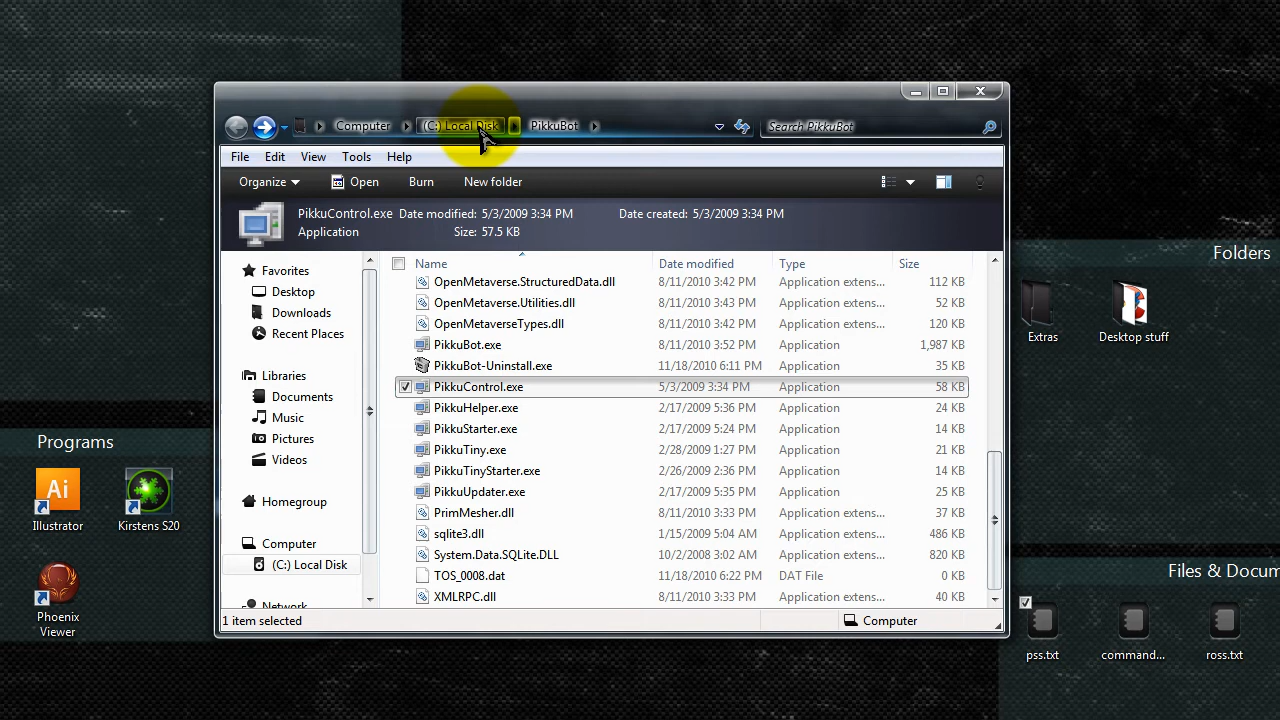 Computer (C:) Local Disk PikkuBot Search PikkuBot
File Edit View Tools Help
Organize Open Burn New folder
PikkuControl.exe Date modified: 5/3/2009 3:34 PM Date created: 5/3/2009 3:34 PM
Application Size: 57.5 KB
Favorites
Desktop
Downloads
Recent Places
Libraries
Documents
Music
Pictures
Videos
Homegroup
Computer
(C:) Local Disk
Network
Name Date modified Type Size
OpenMetaverse.StructuredData.dll 8/11/2010 3:42 PM Application extens... 112 KB
OpenMetaverse.Utilities.dll 8/11/2010 3:43 PM Application extens... 52 KB
OpenMetaverseTypes.dll 8/11/2010 3:42 PM Application extens... 120 KB
PikkuBot.exe 8/11/2010 3:52 PM Application 1,987 KB
PikkuBot-Uninstall.exe 11/18/2010 6:11 PM Application 35 KB
PikkuControl.exe 5/3/2009 3:34 PM Application 58 KB
PikkuHelper.exe 2/17/2009 5:36 PM Application 24 KB
PikkuStarter.exe 2/17/2009 5:24 PM Application 14 KB
PikkuTiny.exe 2/28/2009 1:27 PM Application 21 KB
PikkuTinyStarter.exe 2/26/2009 2:36 PM Application 14 KB
PikkuUpdater.exe 2/17/2009 5:35 PM Application 25 KB
PrimMesher.dll 8/11/2010 3:33 PM Application extens... 37 KB
sqlite3.dll 1/15/2009 5:04 PM Application extens... 486 KB
System.Data.SQLite.DLL 10/2/2008 3:02 AM Application extens... 820 KB
TOS_0008.dat 11/18/2010 6:22 PM DAT File 0 KB
XMLRPC.dll 8/11/2010 3:33 PM Application extens... 40 KB
1 item selected Computer
Programs
Ai
Illustrator Kirstens S20
Phoenix
Viewer
Folders
Extras Desktop stuff
Files & Docum
pss.txt command... ross.txt